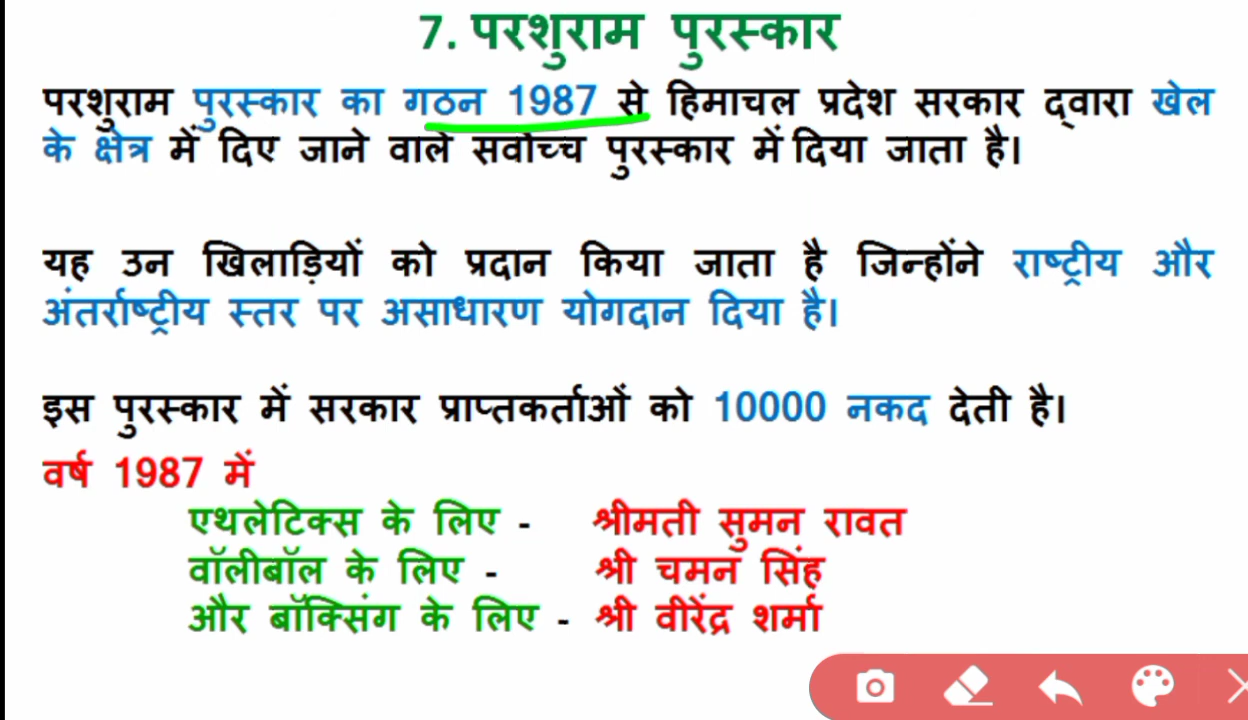 7. परशुराम पुरस्कार
परशुराम पुरस्कार का गठन 1987 से हिमाचल प्रदेश सरकार द्वारा खेल
के क्षेत्र में दिए जाने वाले सर्वोच्च पुरस्कार में दिया जाता है।
यह उन खिलाड़ियों को प्रदान किया जाता है जिन्होंने राष्ट्रीय और
अंतर्राष्ट्रीय स्तर पर असाधारण योगदान दिया है।
इस पुरस्कार में सरकार प्राप्तकर्ताओं को 10000 नकद देती है।
वर्ष 1987 में
एथलेटिक्स के लिए - श्रीमती सुमन रावत
वॉलीबॉल के लिए - श्री चमन सिंह
और बॉक्सिंग के लिए - श्री वीरेंद्र शर्मा